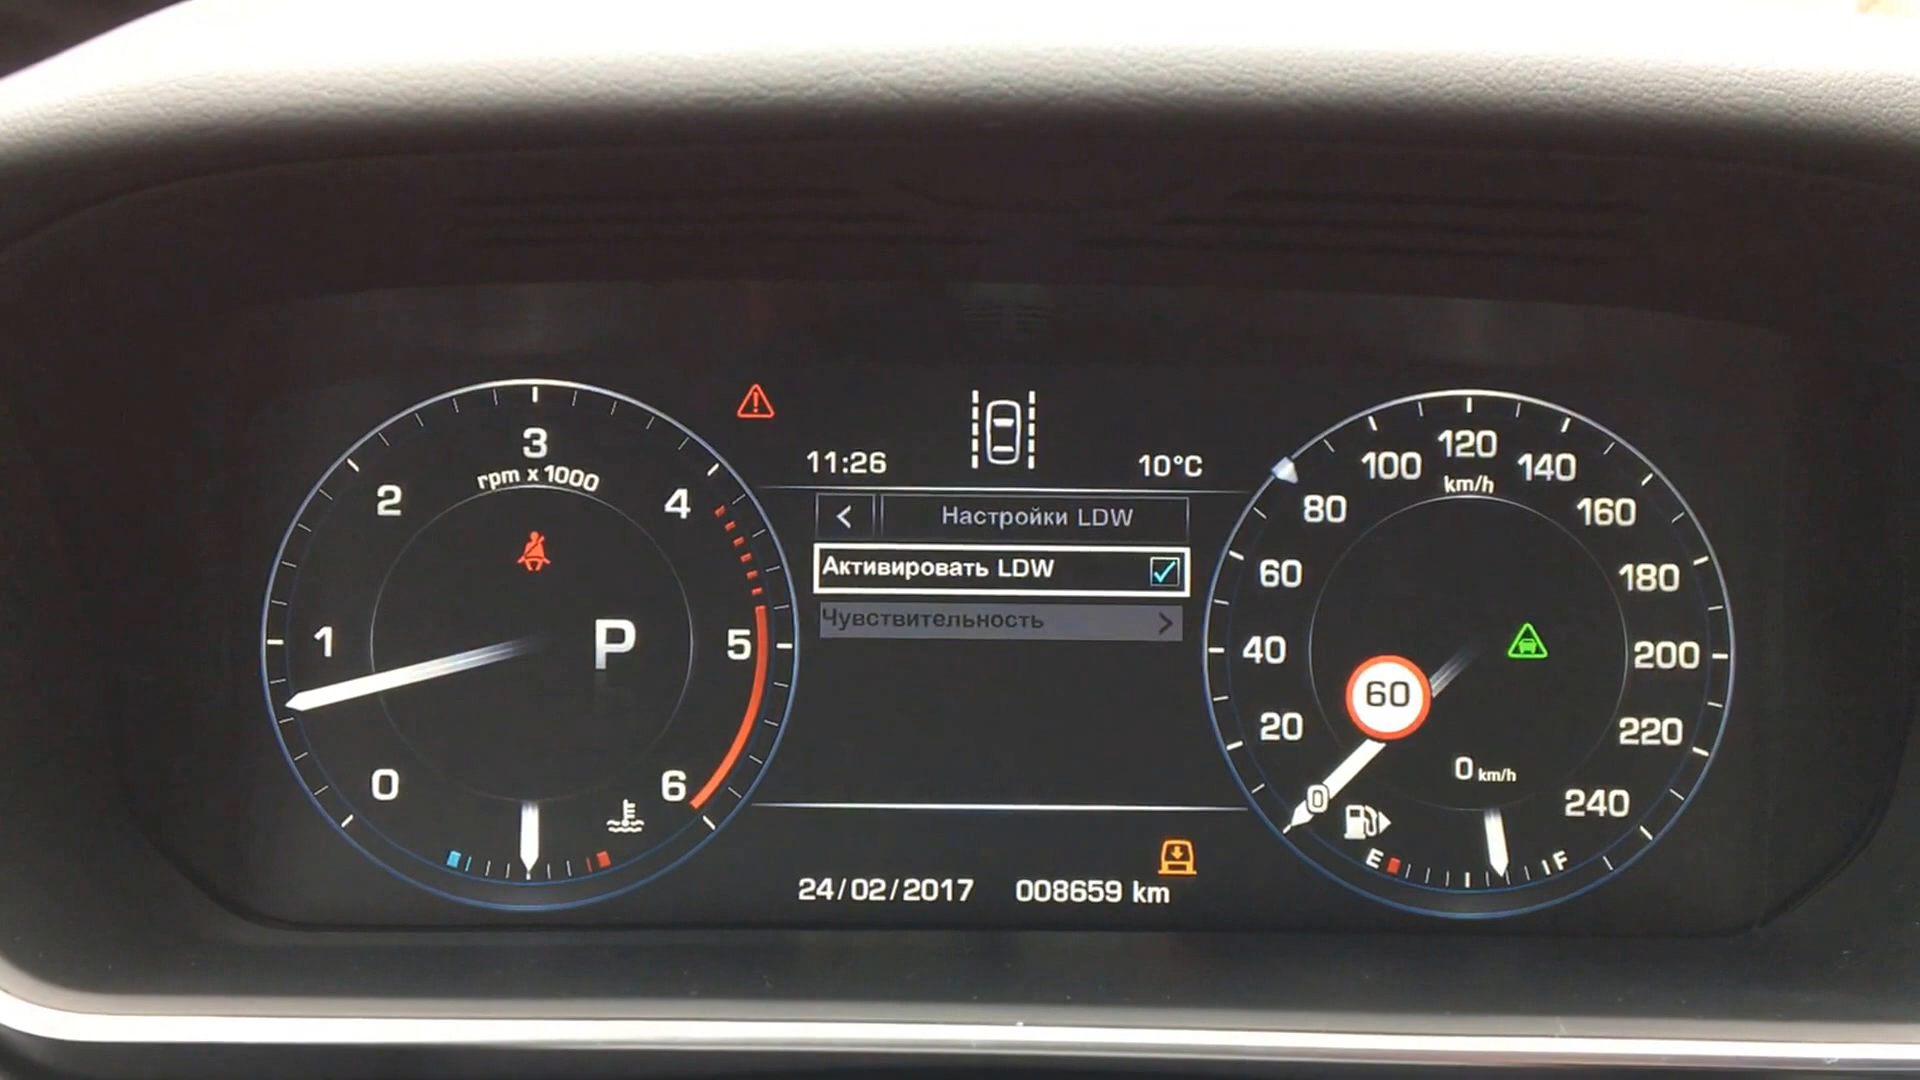 3
rpm x 1000
2
4
1
5
0
6
P
11:26
10°C
< Настройки LDW
Активировать LDW
Чувствительность >
24/02/2017 008659 km
120
100
140
km/h
80
160
60
180
40
200
60
20
220
0 km/h
0
240
E
F